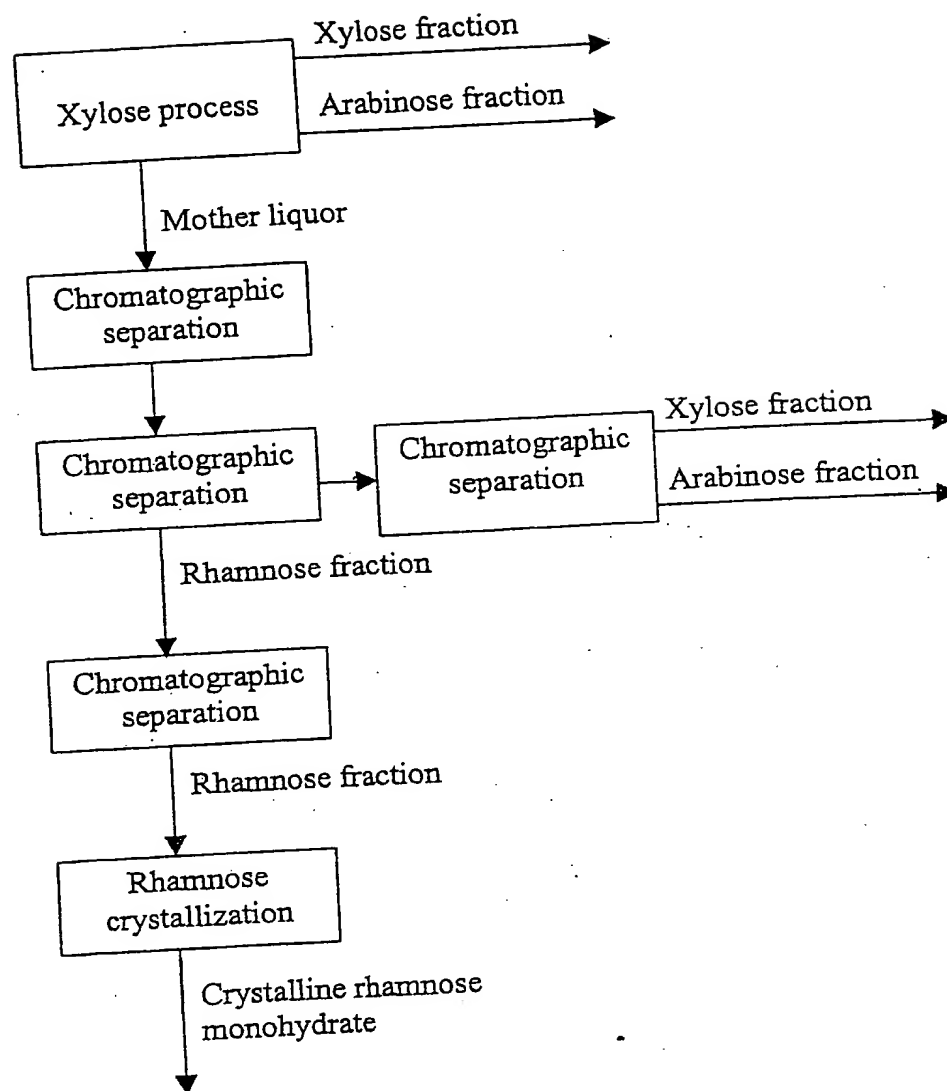 Xylose fraction
Xylose process
Arabinose fraction
Mother liquor
Chromatographic
separation
Chromatographic
separation
Chromatographic
separation
Xylose fraction
Arabinose fraction
Rhamnose fraction
Chromatographic
separation
Rhamnose fraction
Rhamnose
crystallization
Crystalline rhamnose
monohydrate